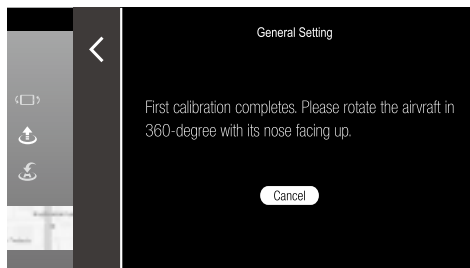 General Setting
First calibration completes. Please rotate the airvraft in
360-degree with its nose facing up.
Cancel